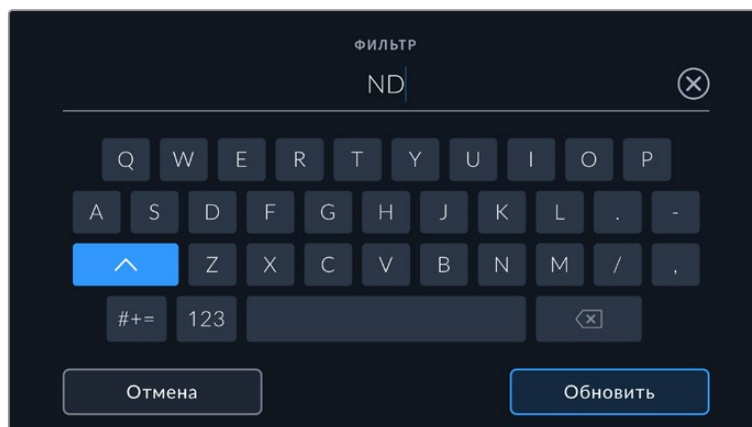 ФИЛЬТР
ND
Q W E R T Y U I O P
A S D F G H J K L . -
Z X C V B N M / ,
#+= 123
Отмена Обновить